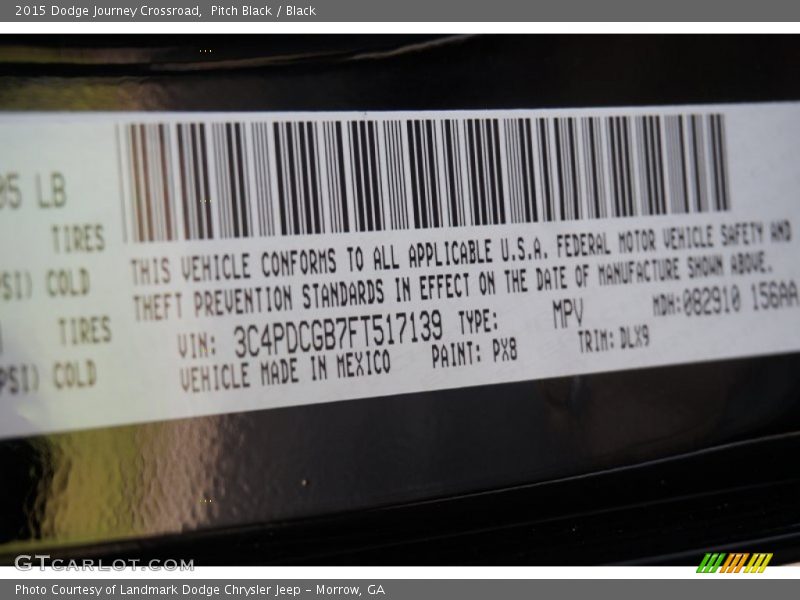 2015 Dodge Journey Crossroad, Pitch Black / Black
LB
TIRES
COLD
TIRES
COLD
THIS VEHICLE CONFORMS TO ALL APPLICABLE U.S.A. FEDERAL MOTOR VEHICLE SAFETY AND
THEFT PREVENTION STANDARDS IN EFFECT ON THE DATE OF MANUFACTURE SHOWN ABOVE.
VIN: 3C4PDCGB7FT517139 TYPE: MPV MDH:082910 156AA
VEHICLE MADE IN MEXICO PAINT: PX8 TRIM: DLX9
GTCARLOT.COM
Photo Courtesy of Landmark Dodge Chrysler Jeep – Morrow, GA